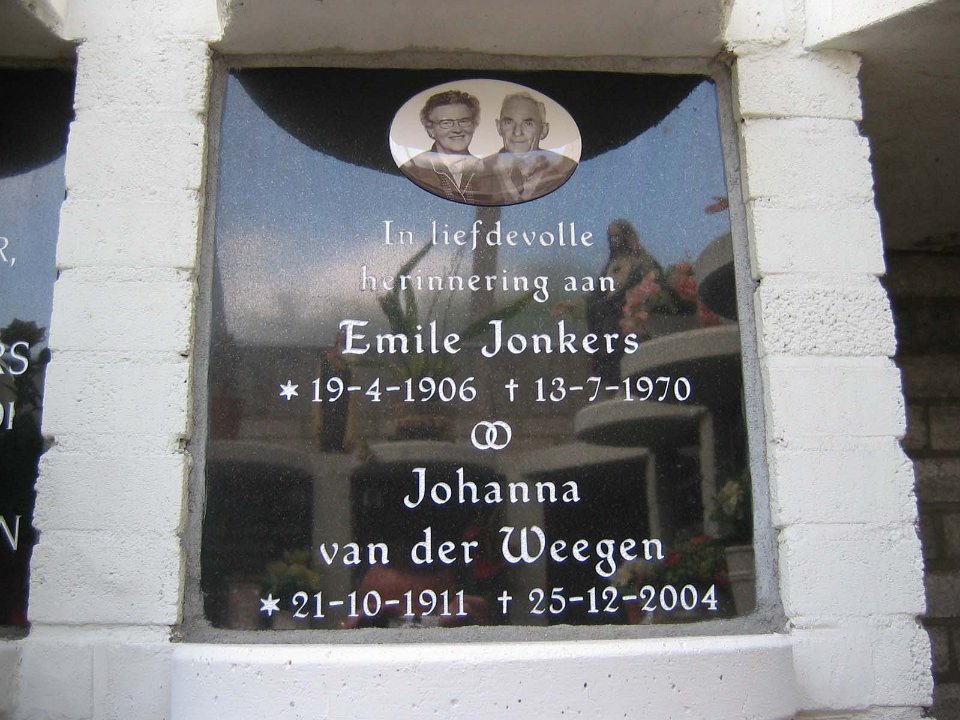 In liefdevolle
herinnering aan
Emile Jonkers
* 19-4-1906 † 13-7-1970
Johanna
van der Weegen
* 21-10-1911 † 25-12-2004